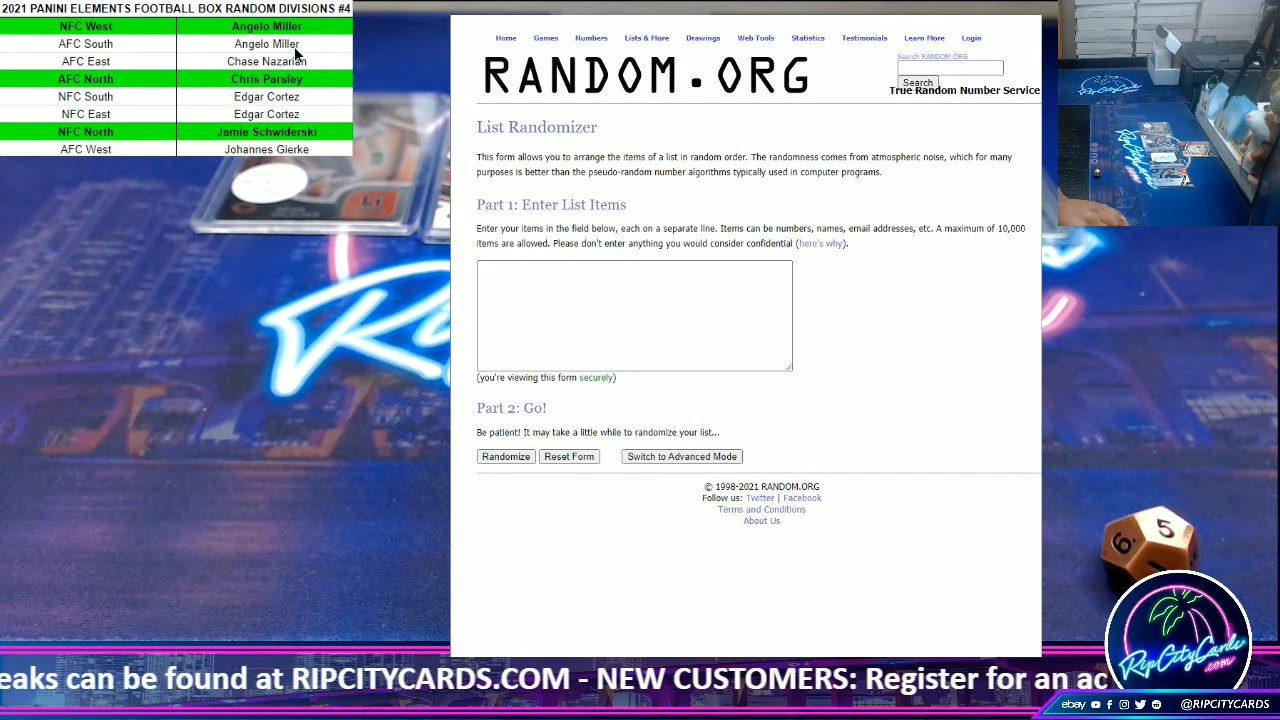 2021 PANINI ELEMENTS FOOTBALL BOX RANDOM DIVISIONS #4
NFC West Angelo Miller
AFC South Angelo Miller
AFC East Chase Nazarian
AFC North Chris Parsley
NFC South Edgar Cortez
NFC East Edgar Cortez
NFC North Jamie Schwiderski
AFC West Johannes Gierke
Home Games Numbers Lists & More Drawings Web Tools Statistics Testimonials Learn More Login
RANDOM.ORG
Search RANDOM.ORG
Search
True Random Number Service
List Randomizer
This form allows you to arrange the items of a list in random order. The randomness comes from atmospheric noise, which for many
purposes is better than the pseudo-random number algorithms typically used in computer programs.
Part 1: Enter List Items
Enter your items in the field below, each on a separate line. Items can be numbers, names, email addresses, etc. A maximum of 10,000
items are allowed. Please don't enter anything you would consider confidential (here's why).
(you're viewing this form securely)
Part 2: Go!
Be patient! It may take a little while to randomize your list...
Randomize Reset Form Switch to Advanced Mode
© 1998-2021 RANDOM.ORG
Follow us: Twitter | Facebook
Terms and Conditions
About Us
6 5
1
RipCityCards
.com
eaks can be found at RIPCITYCARDS.COM - NEW CUSTOMERS: Register for an ac
ebay @RIPCITYCARDS